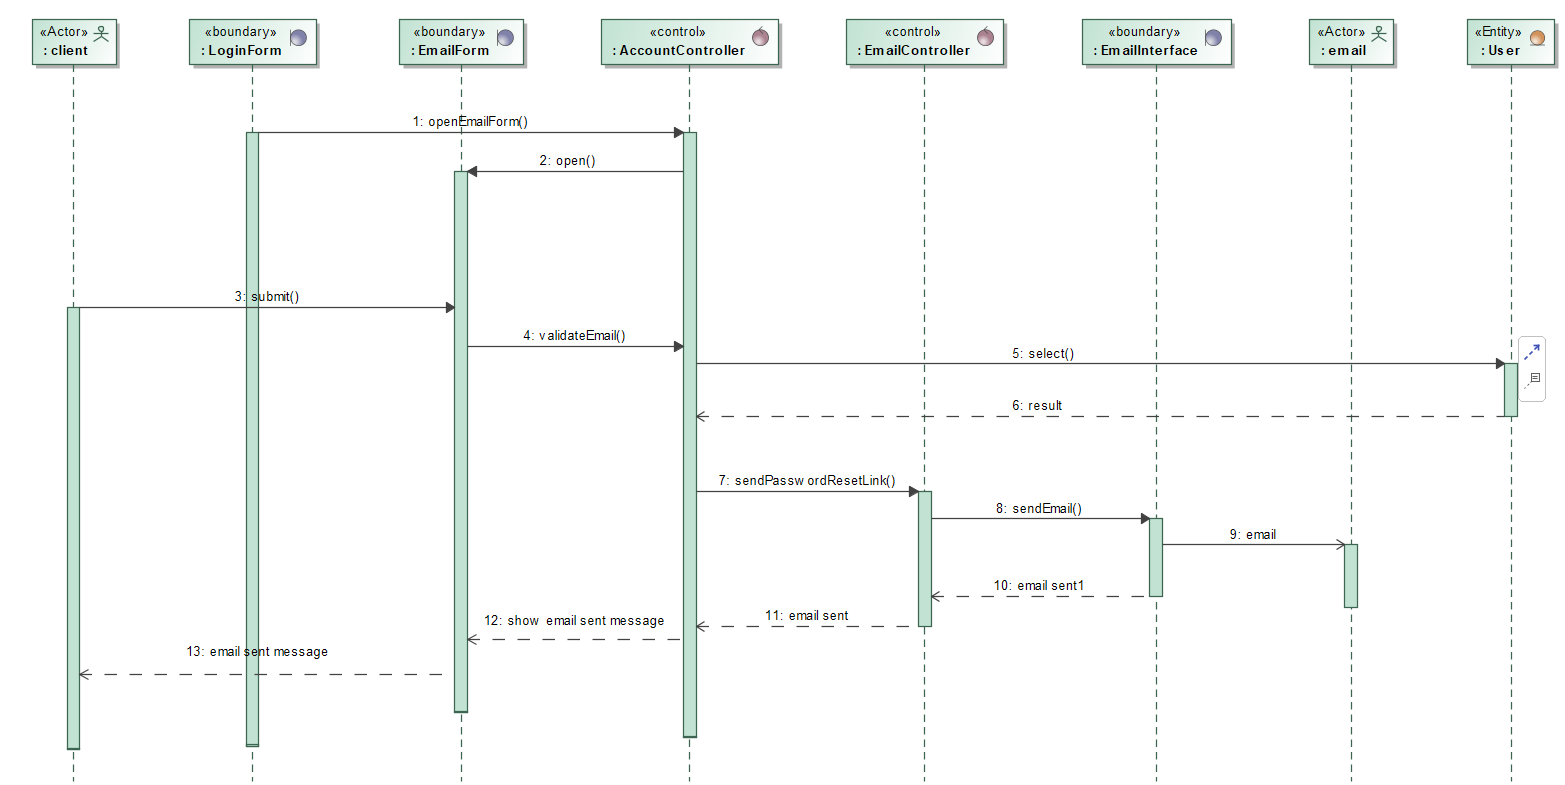 «Actor»
: client
«boundary»
: LoginForm
«boundary»
: EmailForm
«control»
: AccountController
«control»
: EmailController
«boundary»
: EmailInterface
«Actor»
: email
«Entity»
: User
1: openEmailForm()
2: open()
3: submit()
4: validateEmail()
5: select()
6: result
7: sendPasswordResetLink()
8: sendEmail()
9: email
10: email sent1
11: email sent
12: show email sent message
13: email sent message